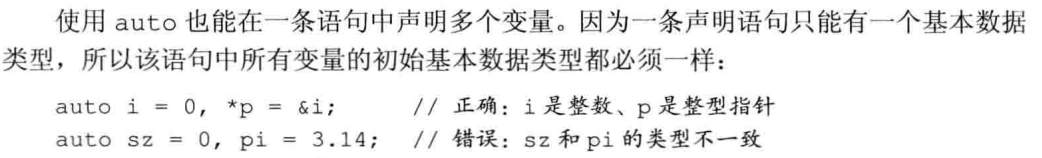 使用 auto 也能在一条语句中声明多个变量。因为一条声明语句只能有一个基本数据
类型，所以该语句中所有变量的初始基本数据类型都必须一样：
auto i = 0, *p = &i; // 正确：i 是整数、p 是整型指针
auto sz = 0, pi = 3.14; // 错误：sz 和 pi 的类型不一致